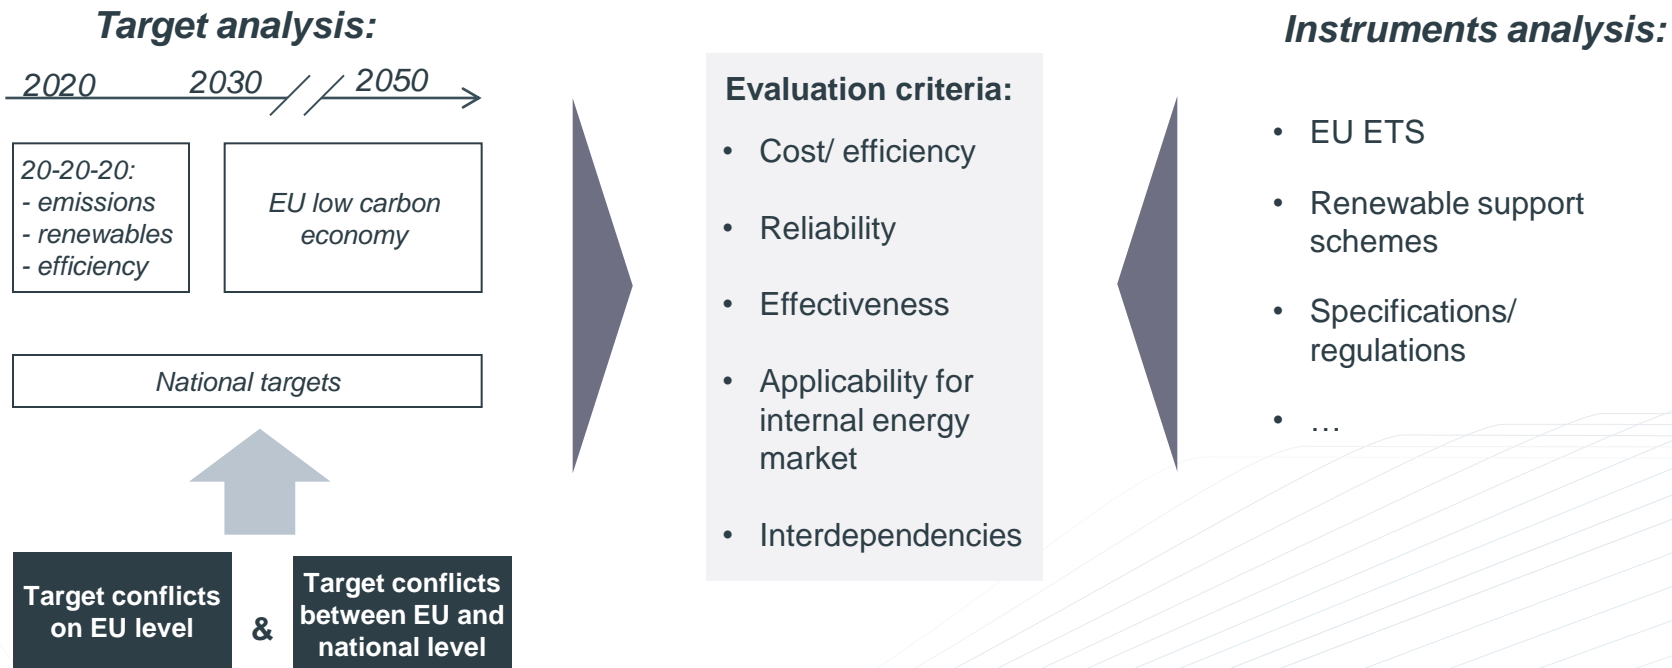 Target analysis:
2020 2030 2050
20-20-20:
- emissions
- renewables
- efficiency
EU low carbon
economy
National targets
Target conflicts
on EU level
&
Target conflicts
between EU and
national level
Evaluation criteria:
• Cost/ efficiency
• Reliability
• Effectiveness
• Applicability for
internal energy
market
• Interdependencies
Instruments analysis:
• EU ETS
• Renewable support
schemes
• Specifications/
regulations
• …